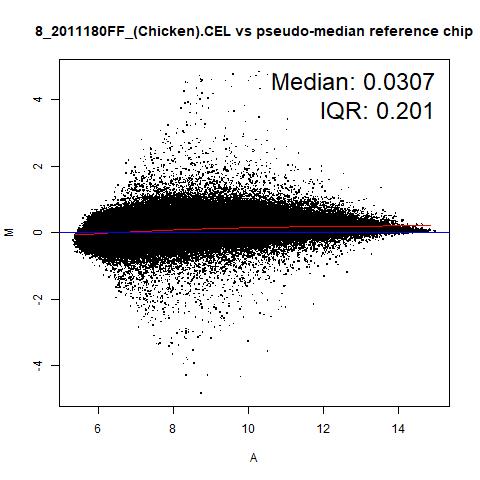 8_2011180FF_(Chicken).CEL vs pseudo-median reference chip
Median: 0.0307
IQR: 0.201
4
2
0
-2
-4
M
6
8
10
12
14
A